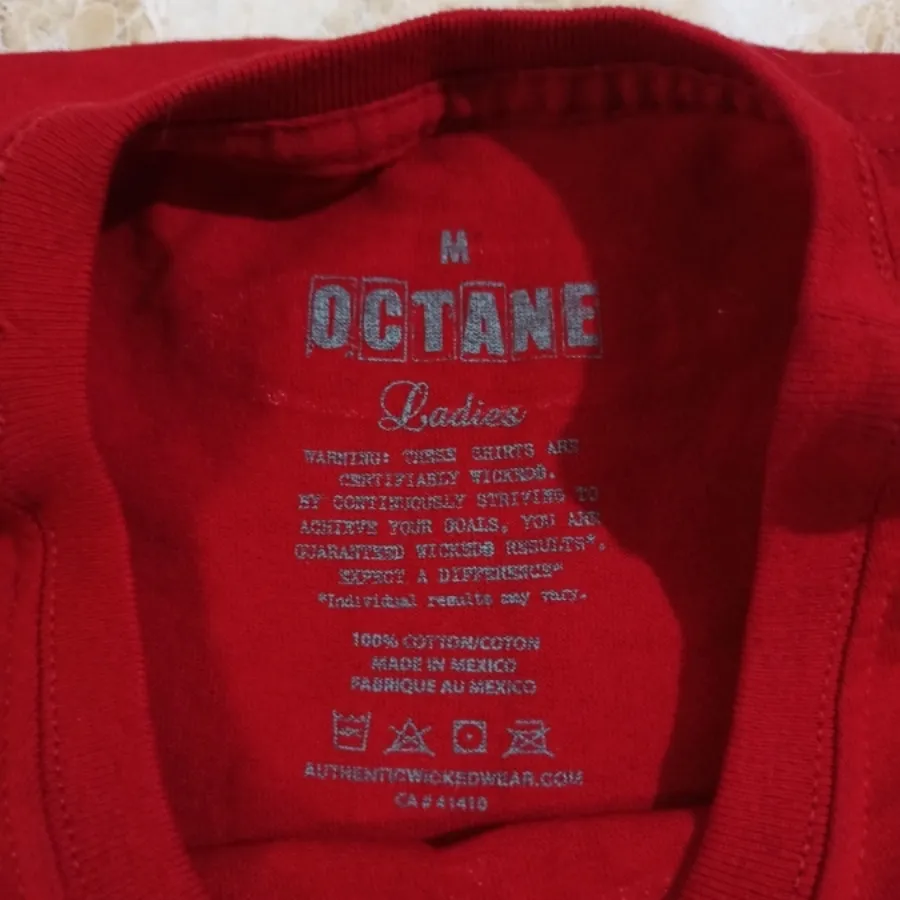 M
OCTANE
Ladies
WARNING: THESE SHIRTS ARE
CERTIFIABLY WICKED®.
BY CONTINUOUSLY STRIVING TO
ACHIEVE YOUR GOALS, YOU ARE
GUARANTEED WICKED® RESULTS*.
EXPECT A DIFFERENCE"
*Individual results may vary.
100% COTTON/COTON
MADE IN MEXICO
FABRIQUE AU MEXICO
AUTHENTICWICKEDWEAR.COM
CA # 41410